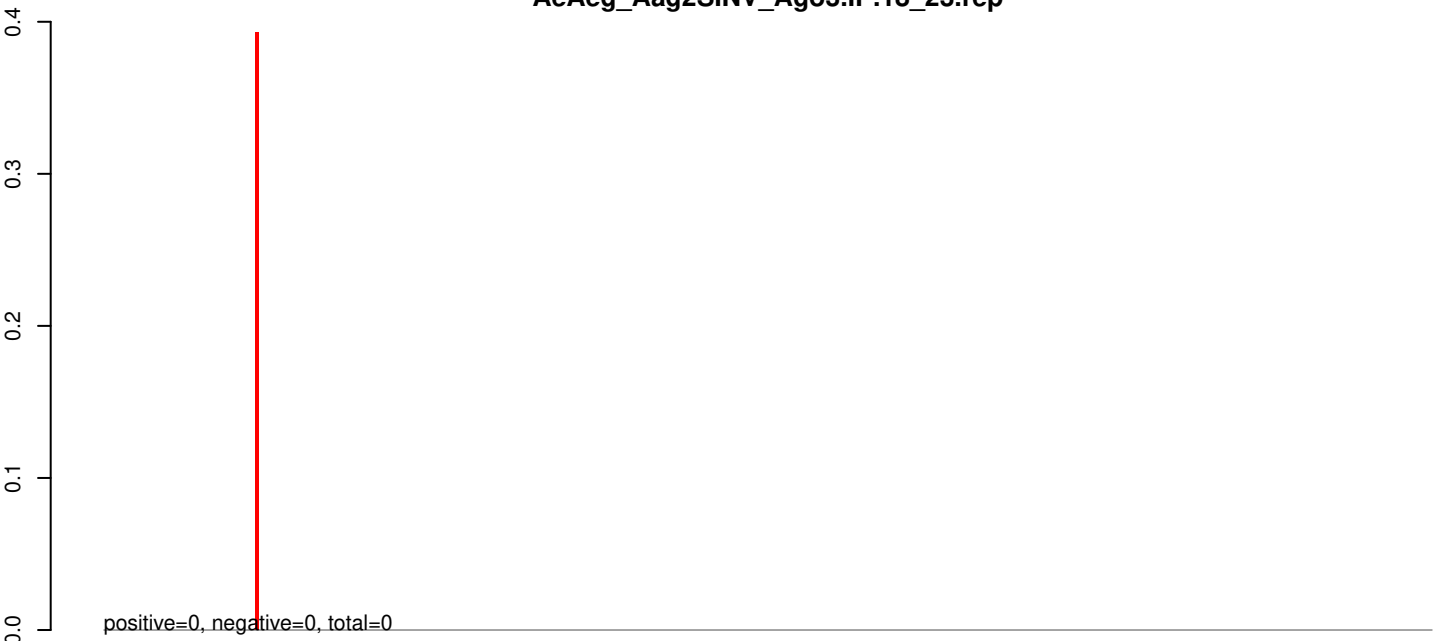 AeAeg_Aag2SINV_Ago3.IP.18_23.rep
0.4
0.3
0.2
0.1
0.0
positive=0, negative=0, total=0